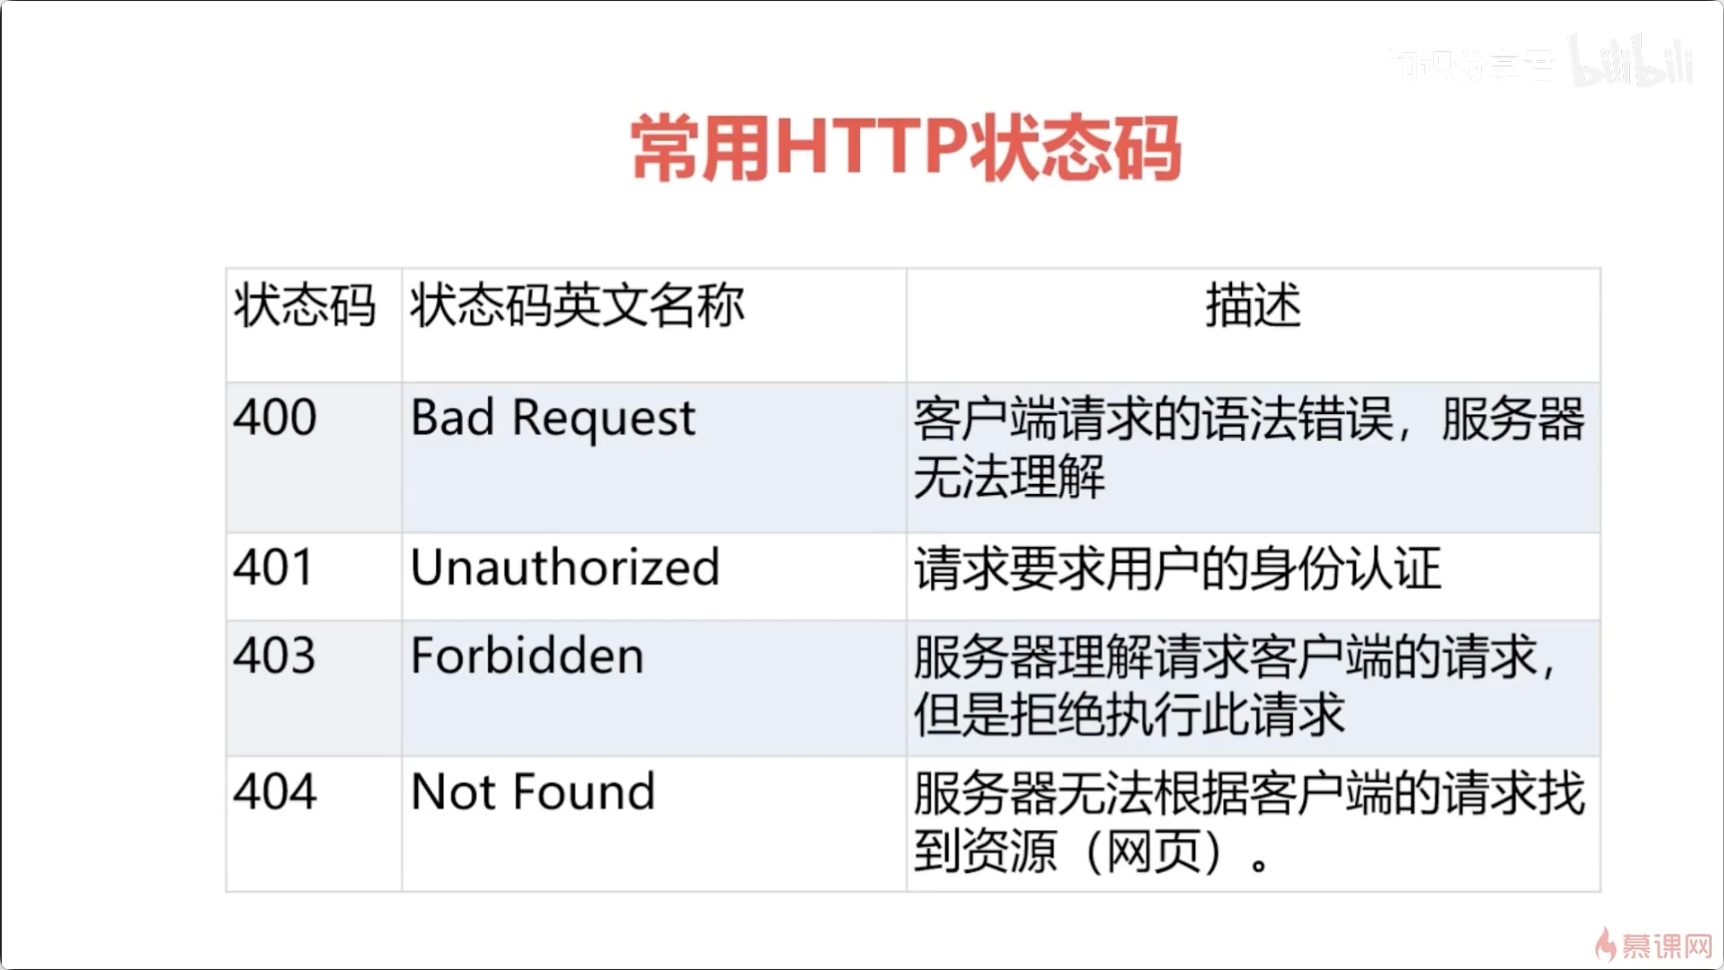 知识分享吾 bilibili
常用HTTP状态码
状态码 状态码英文名称 描述
400 Bad Request 客户端请求的语法错误，服务器
无法理解
401 Unauthorized 请求要求用户的身份认证
403 Forbidden 服务器理解请求客户端的请求，
但是拒绝执行此请求
404 Not Found 服务器无法根据客户端的请求找
到资源（网页）。
慕课网